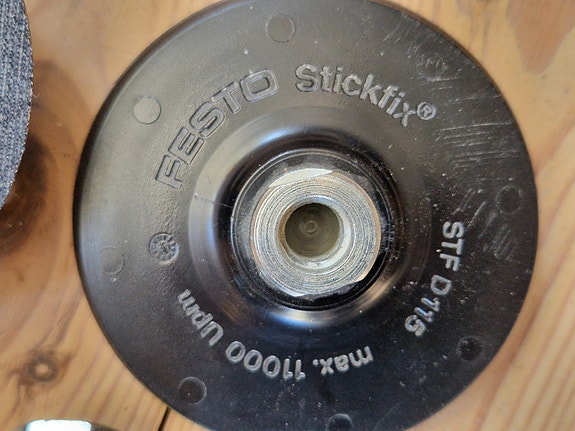 FESTO Stickfix®
STF D115
max. 11000 Upm